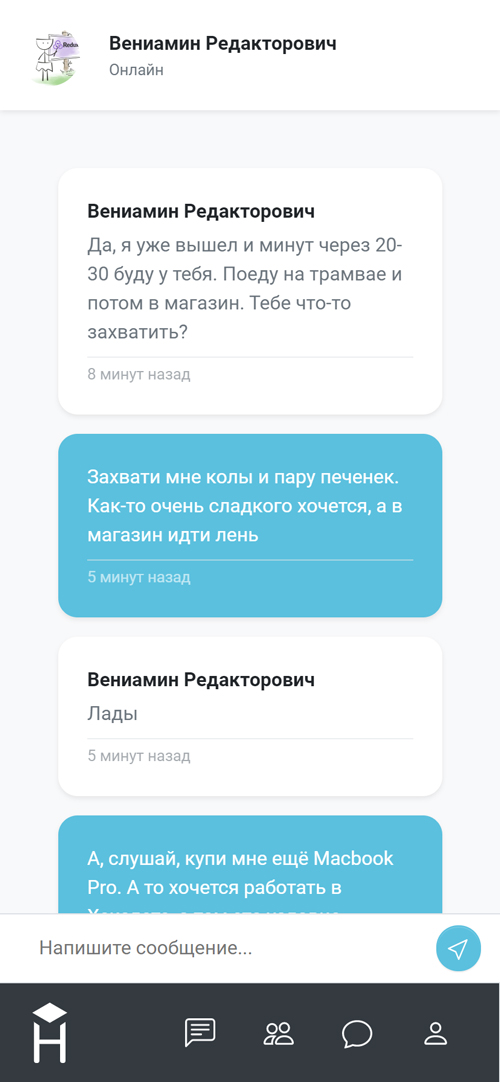 Redux
Вениамин Редакторович
Онлайн
Вениамин Редакторович
Да, я уже вышел и минут через 20-
30 буду у тебя. Поеду на трамвае и
потом в магазин. Тебе что-то
захватить?
8 минут назад
Захвати мне колы и пару печенек.
Как-то очень сладкого хочется, а в
магазин идти лень
5 минут назад
Вениамин Редакторович
Лады
5 минут назад
А, слушай, купи мне ещё Macbook
Pro. А то хочется работать в
Напишите сообщение...